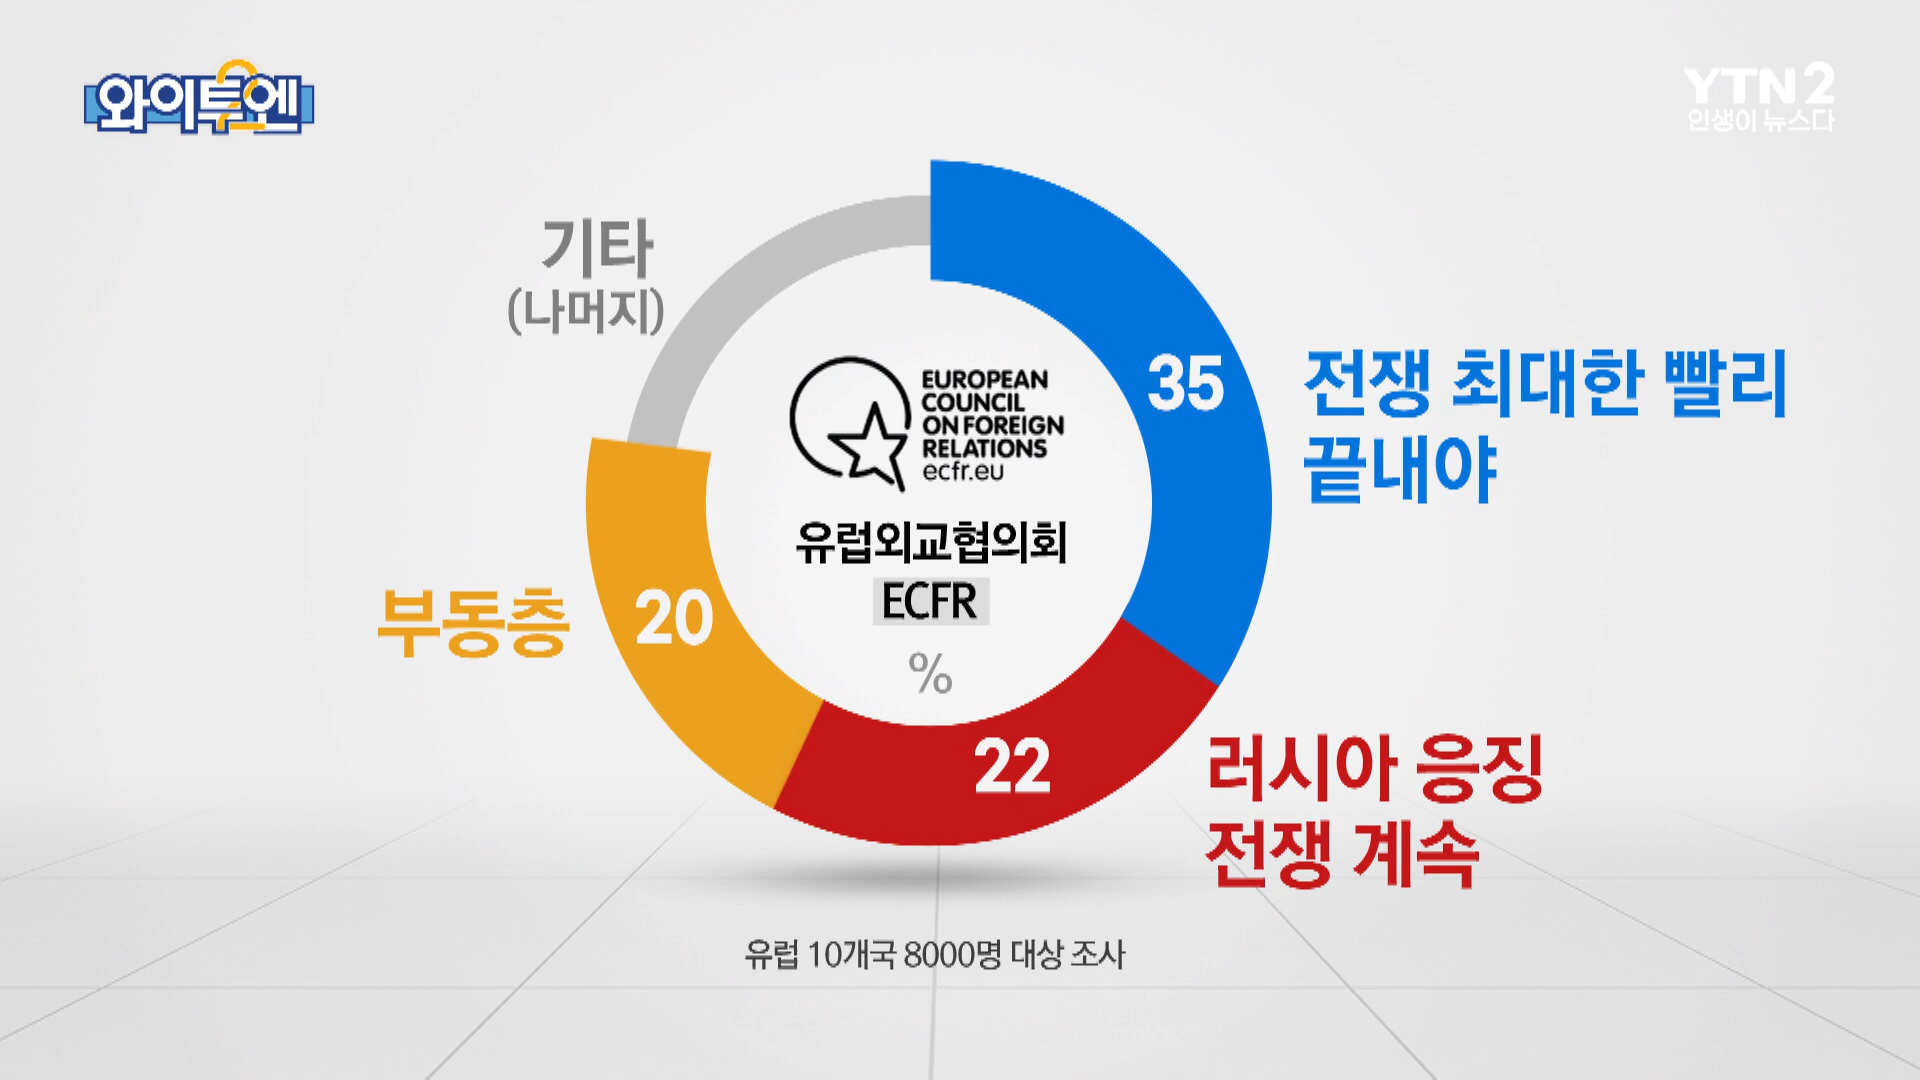 와이투엔
YTN2
인생이 뉴스다
기타
(나머지)
35
전쟁 최대한 빨리
끝내야
EUROPEAN
COUNCIL
ON FOREIGN
RELATIONS
ecfr.eu
유럽외교협의회
ECFR
%
부동층
20
22
러시아 응징
전쟁 계속
유럽 10개국 8000명 대상 조사